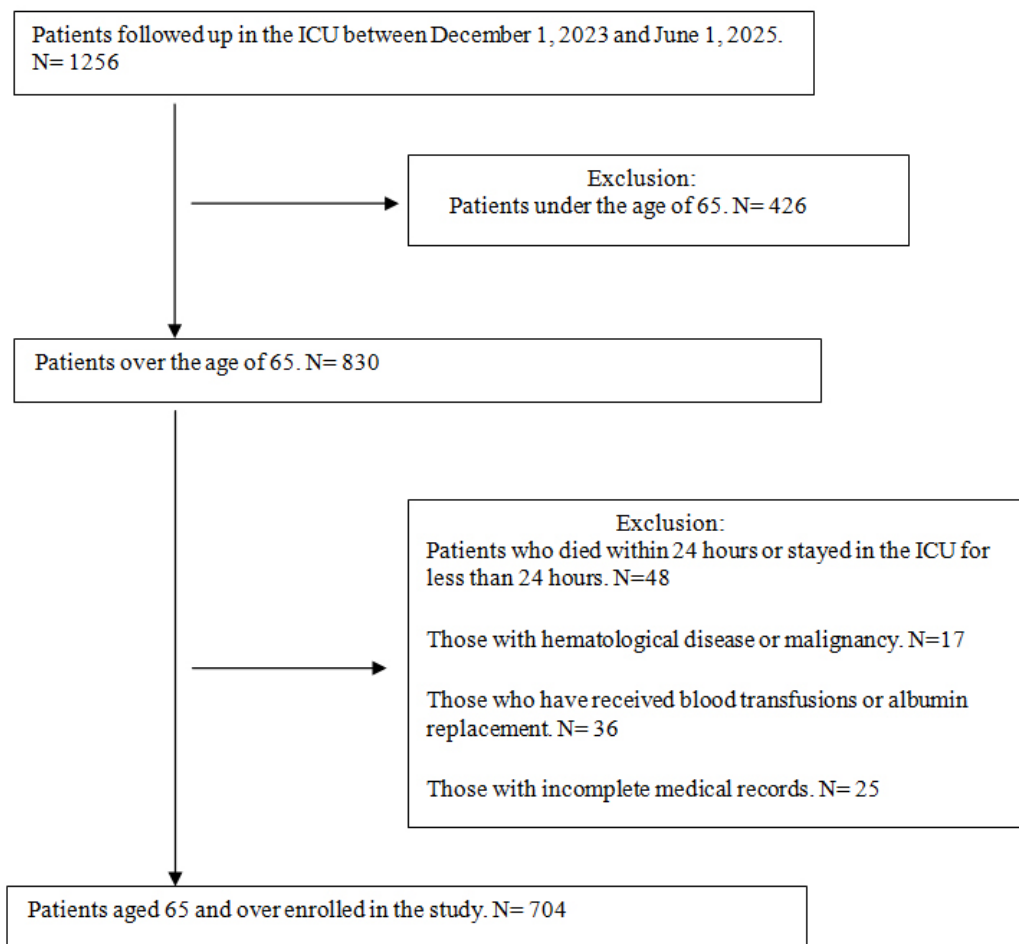 Patients followed up in the ICU between December 1, 2023 and June 1, 2025.
N= 1256
Exclusion:
Patients under the age of 65. N= 426
Patients over the age of 65. N= 830
Exclusion:
Patients who died within 24 hours or stayed in the ICU for
less than 24 hours. N=48
Those with hematological disease or malignancy. N=17
Those who have received blood transfusions or albumin
replacement. N= 36
Those with incomplete medical records. N= 25
Patients aged 65 and over enrolled in the study. N= 704